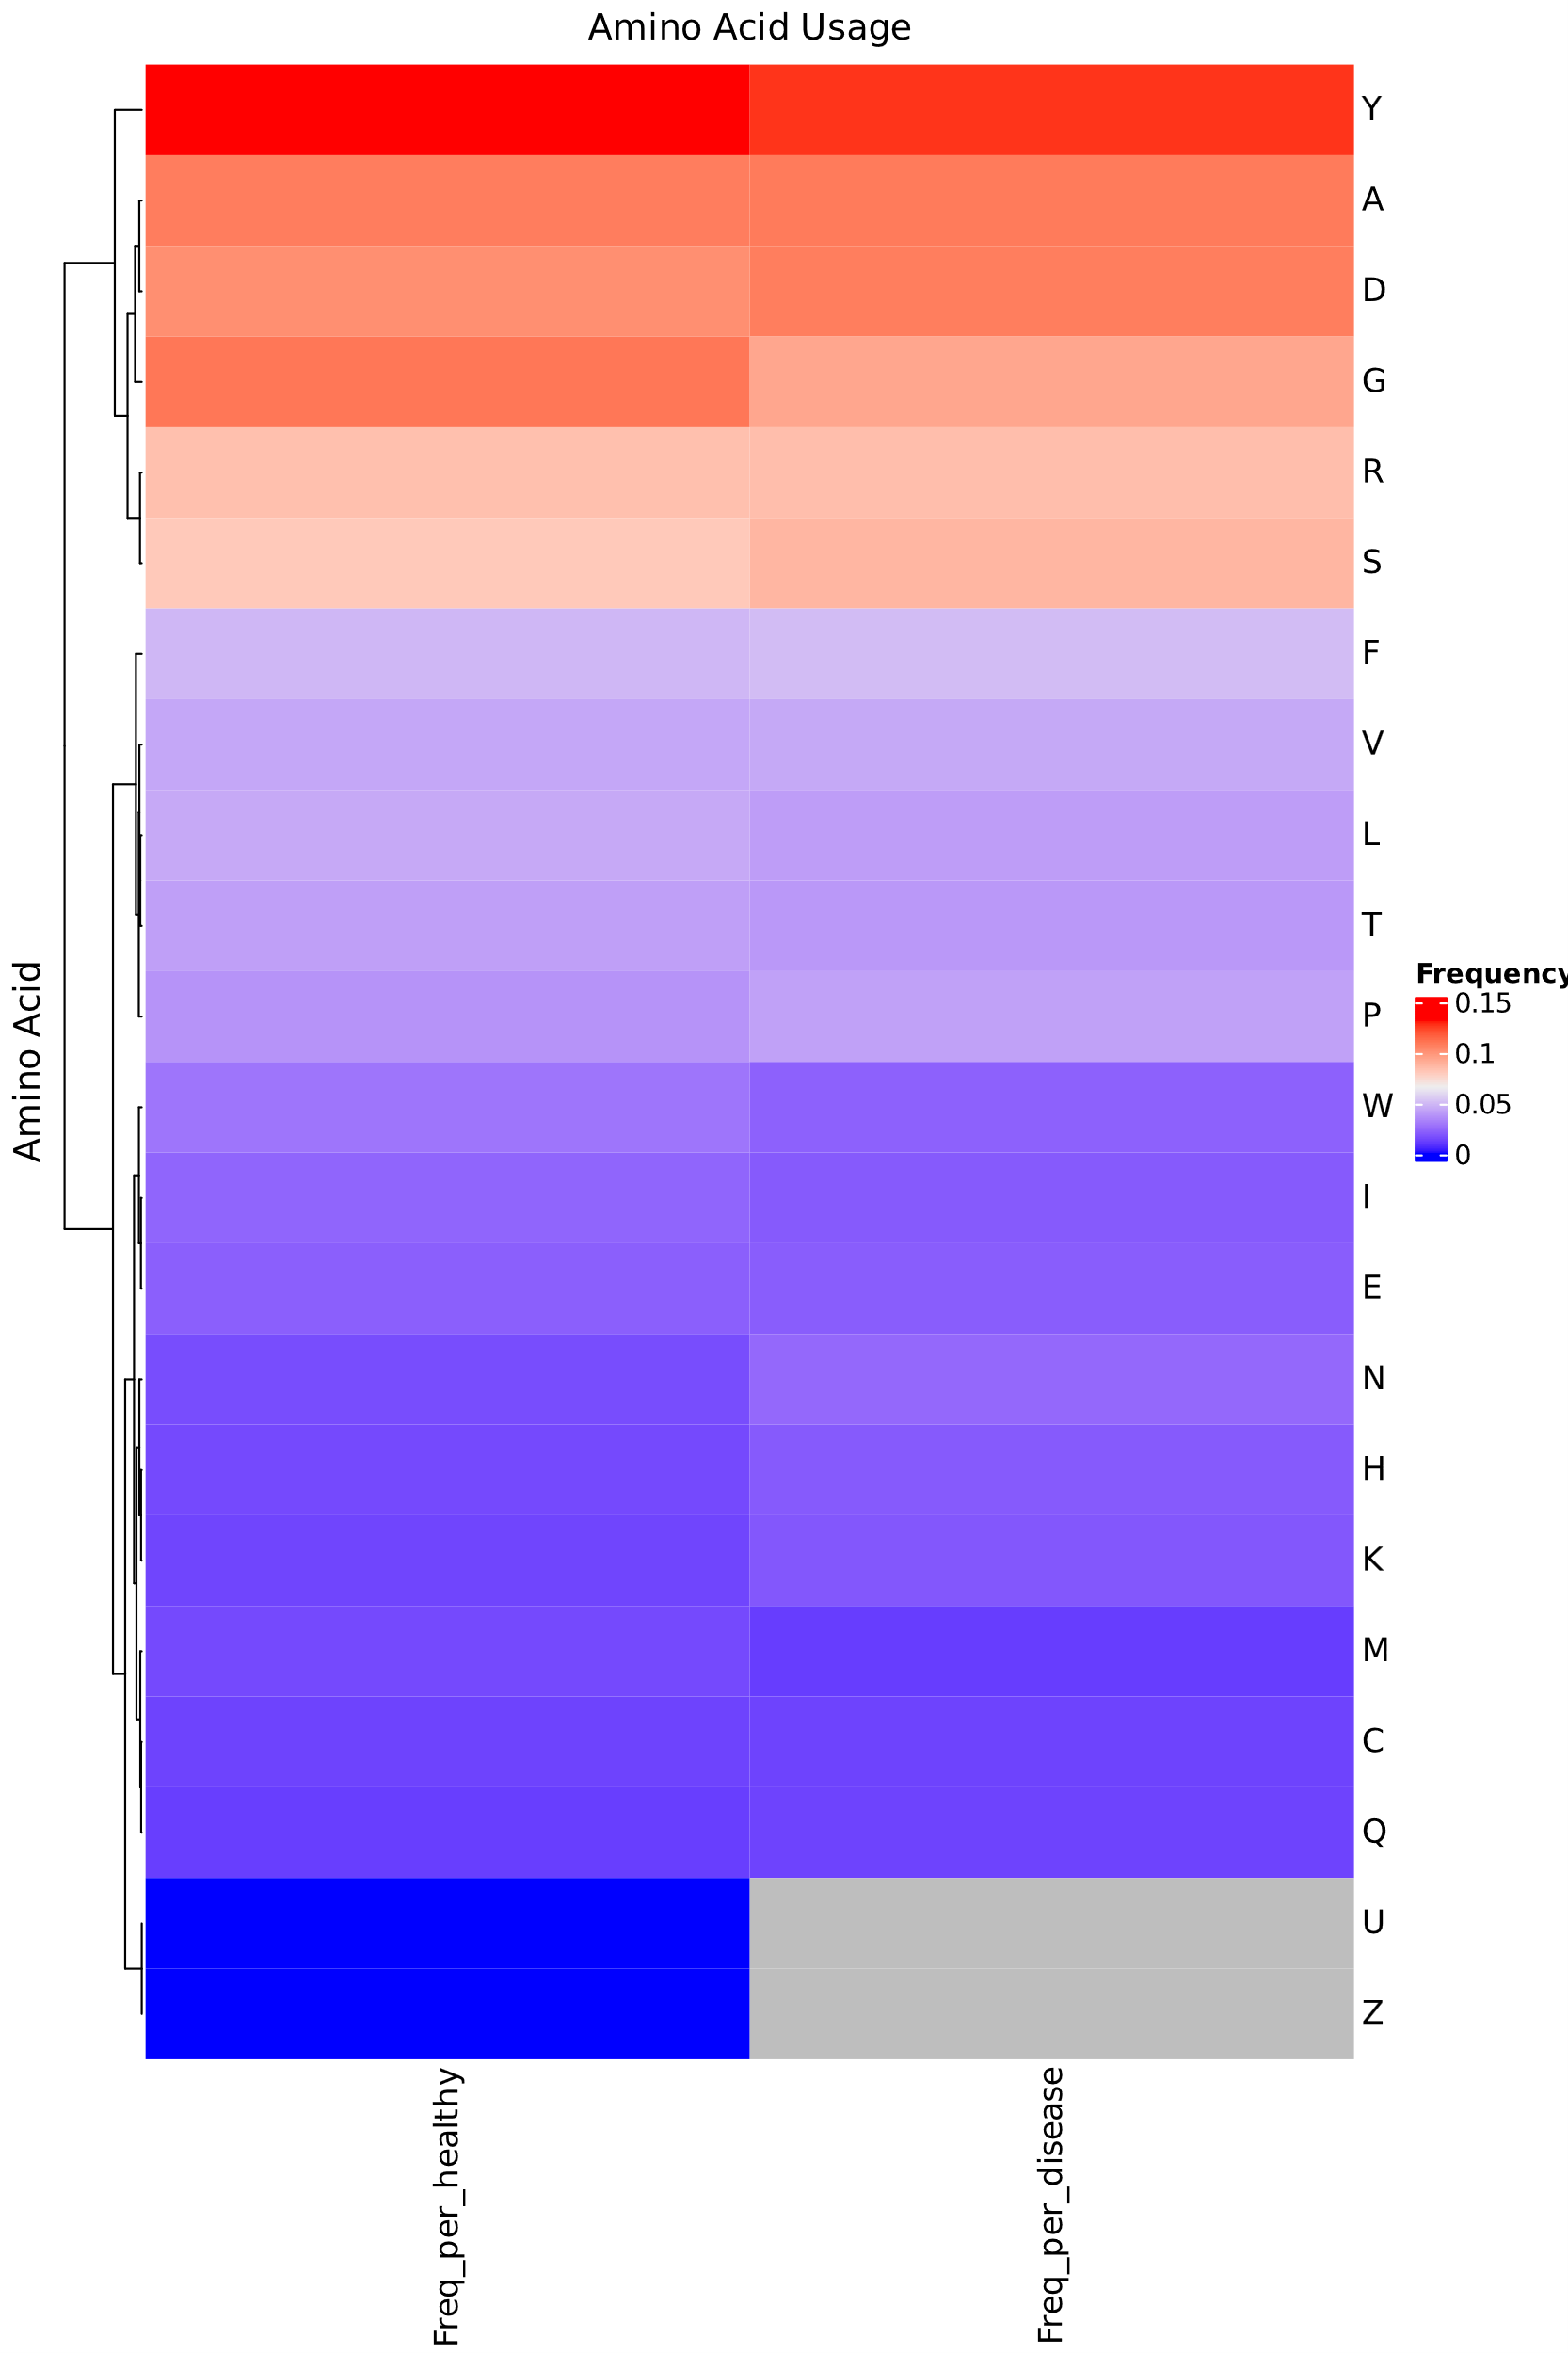 Amino Acid Usage
Y
A
D
G
R
S
F
V
L
T
P
W
I
E
N
H
K
M
C
Q
U
Z
Amino Acid
Frequency
0.15
0.1
0.05
0
Freq_per_healthy
Freq_per_disease